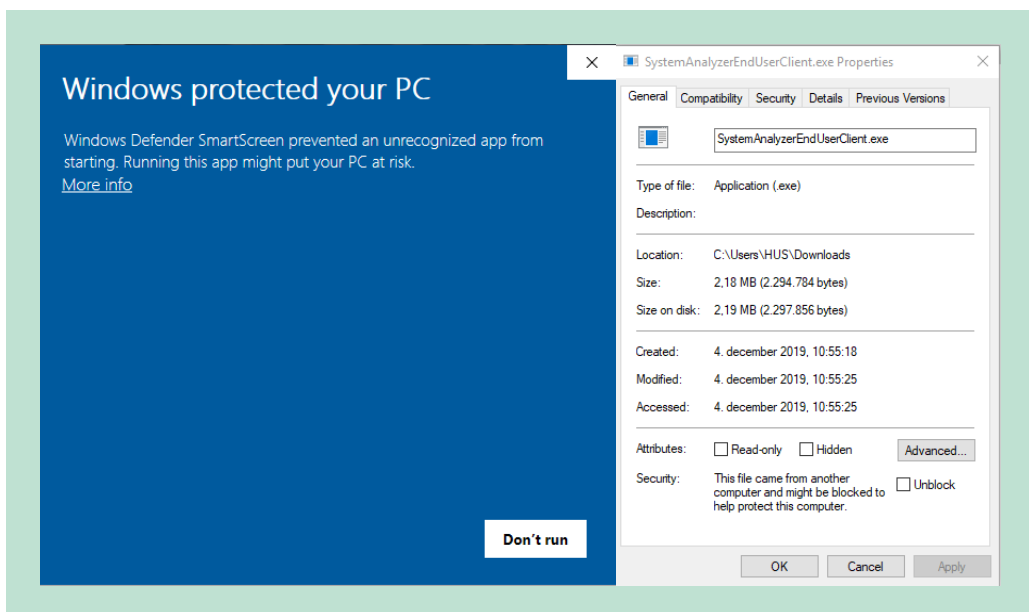 Windows protected your PC
Windows Defender SmartScreen prevented an unrecognized app from
starting. Running this app might put your PC at risk.
More info
Don't run
SystemAnalyzerEndUserClient.exe Properties
General Compatibility Security Details Previous Versions
SystemAnalyzerEndUserClient.exe
Type of file: Application (.exe)
Description:
Location: C:\Users\HUS\Downloads
Size: 2,18 MB (2.294.784 bytes)
Size on disk: 2,19 MB (2.297.856 bytes)
Created: 4. december 2019, 10:55:18
Modified: 4. december 2019, 10:55:25
Accessed: 4. december 2019, 10:55:25
Attributes: Read-only Hidden Advanced...
Security: This file came from another
computer and might be blocked to
help protect this computer.
Unblock
OK Cancel Apply